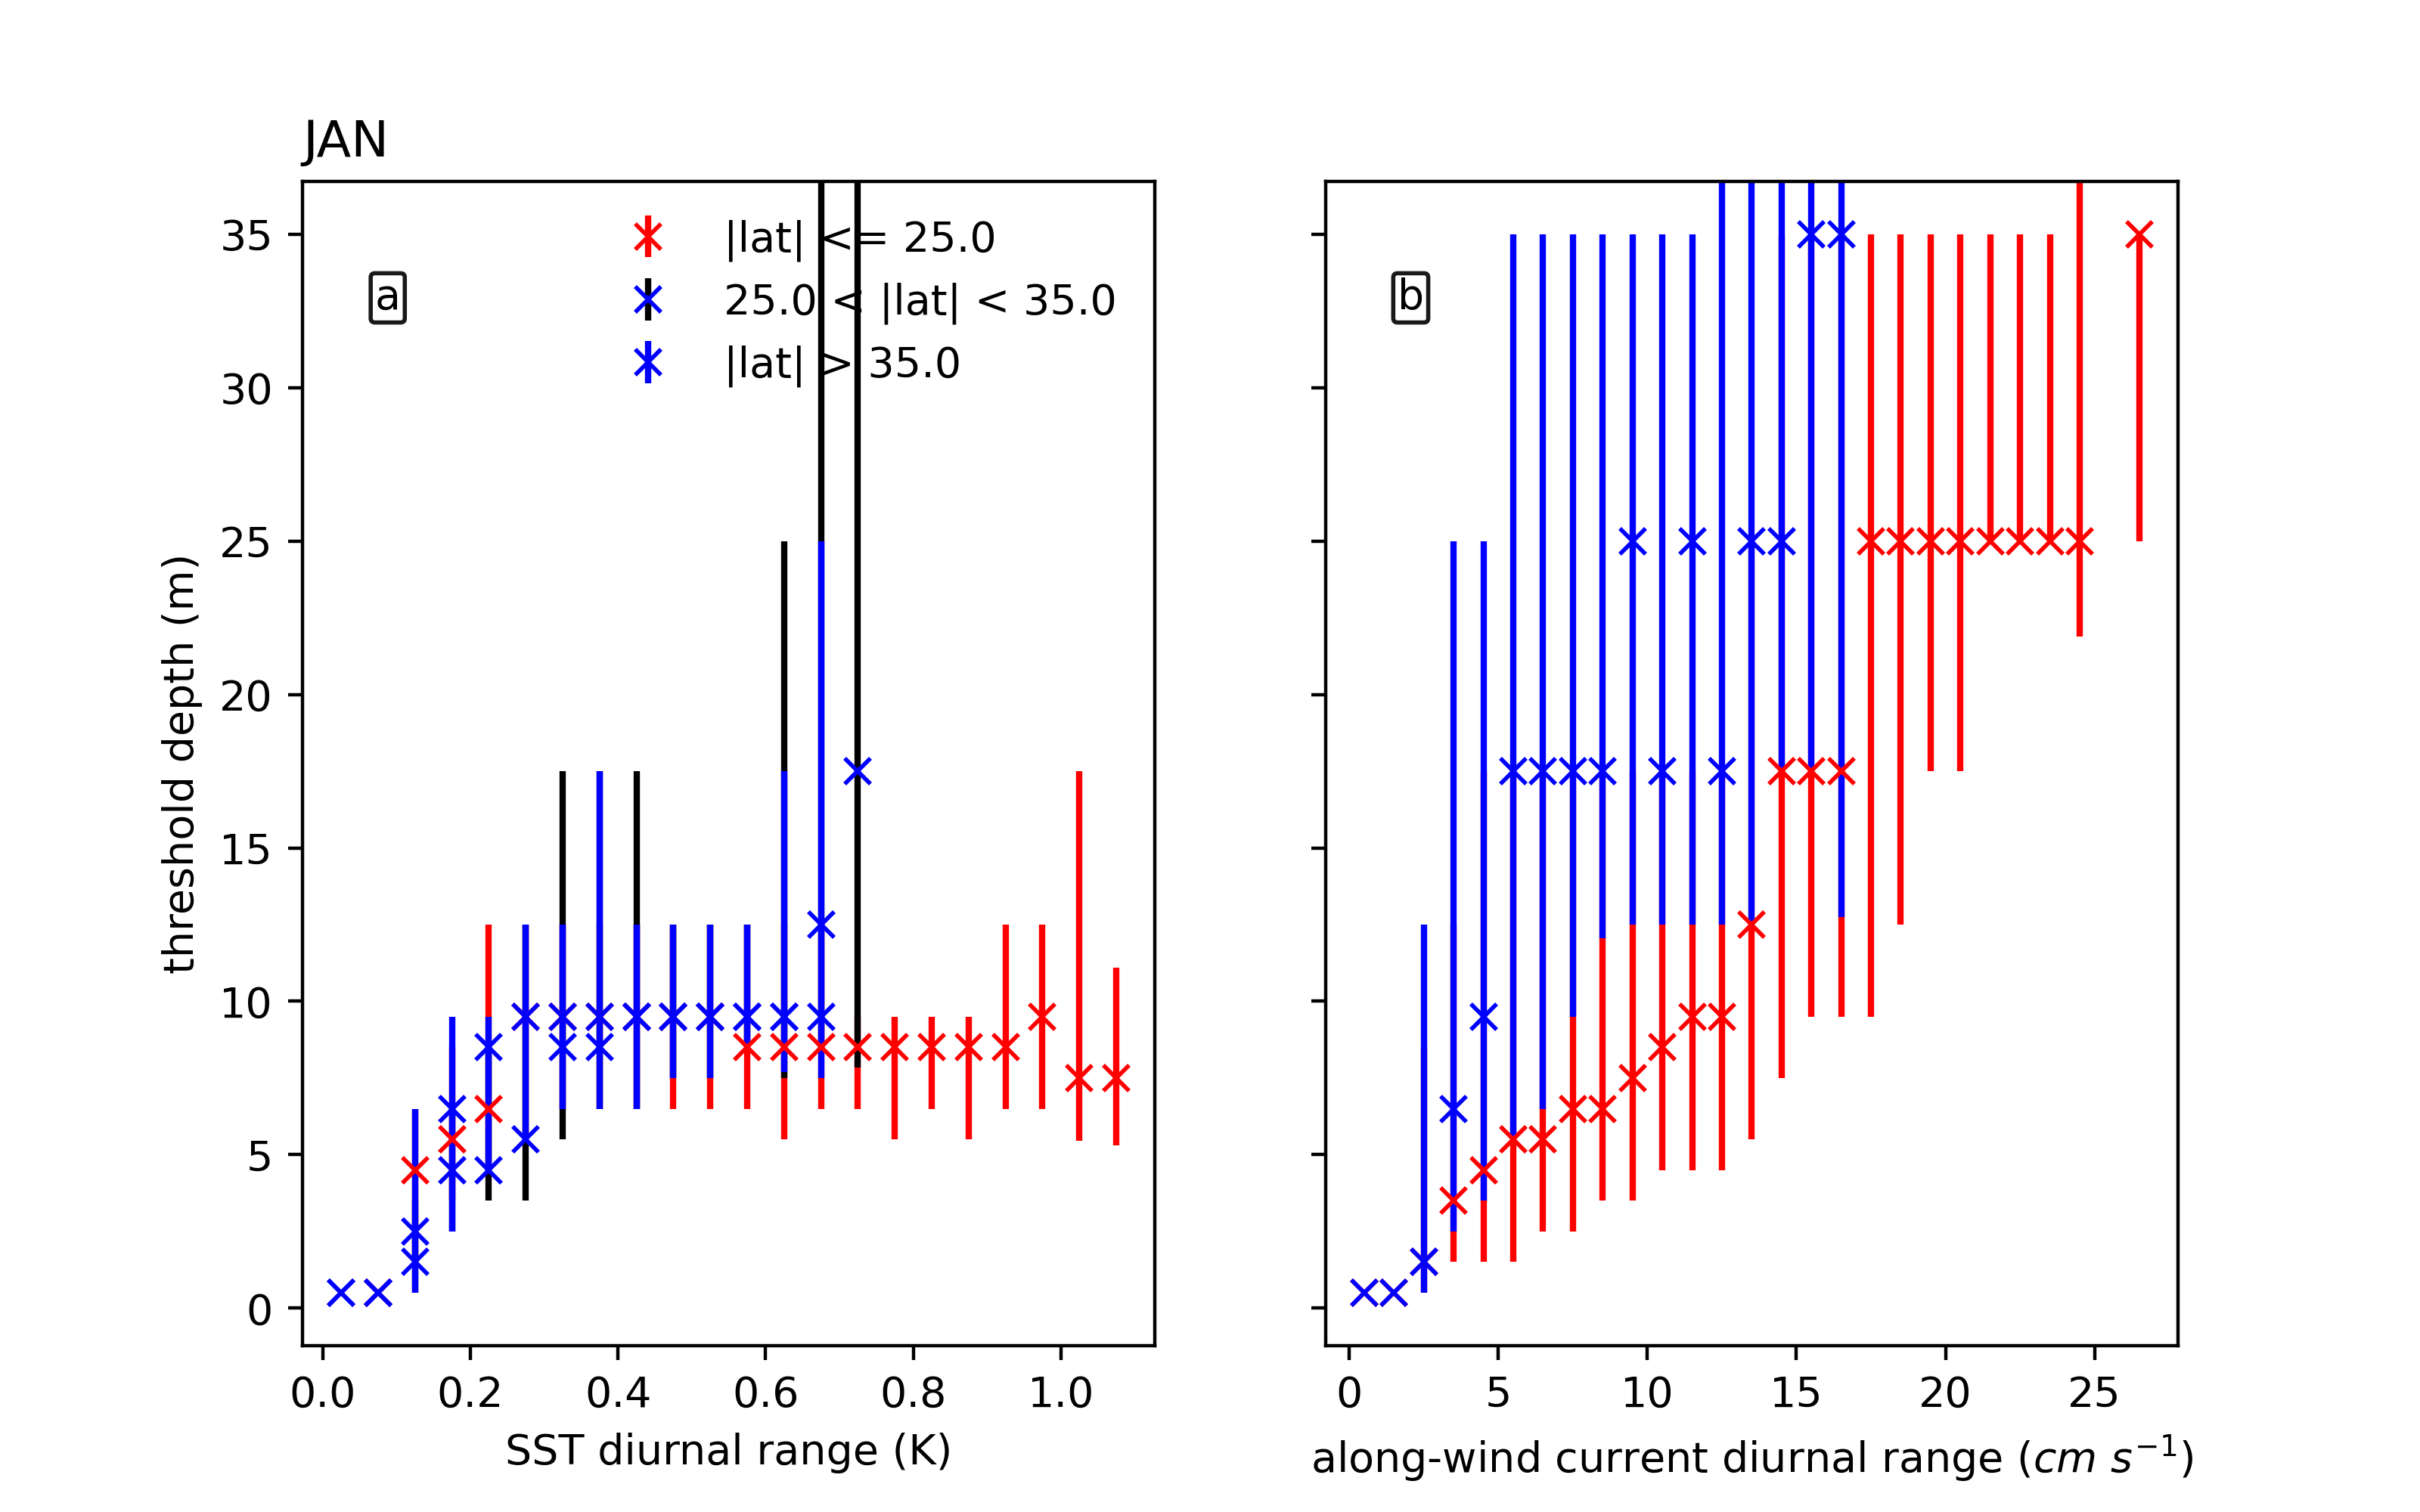 JAN
|lat| <= 25.0
25.0 < |lat| < 35.0
|lat| > 35.0
a
b
35
30
25
20
15
10
5
0
threshold depth (m)
0.0 0.2 0.4 0.6 0.8 1.0
SST diurnal range (K)
0 5 10 15 20 25
along-wind current diurnal range (cm s⁻¹)